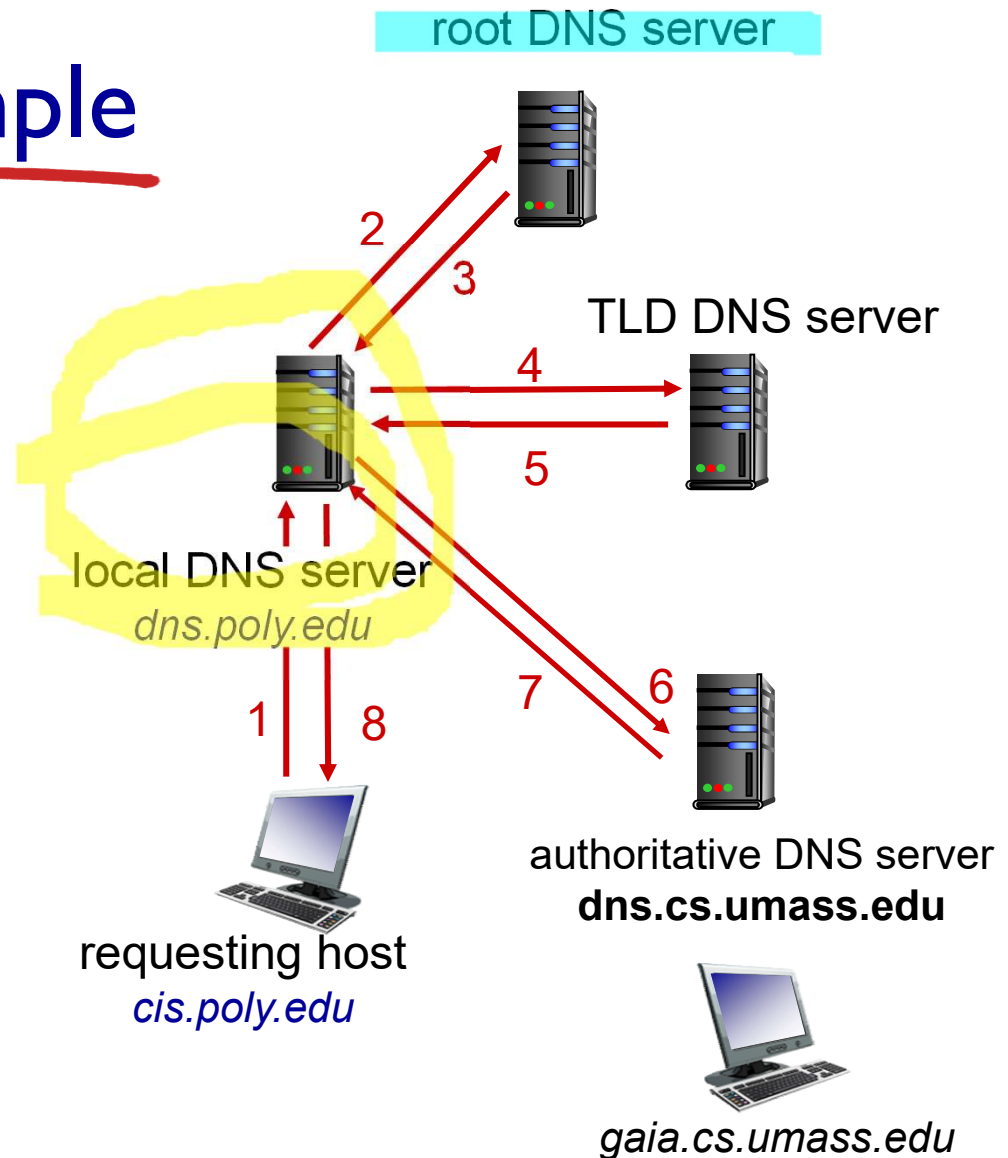 root DNS server
2
3
TLD DNS server
4
5
local DNS server
dns.poly.edu
1
8
7
6
requesting host
cis.poly.edu
authoritative DNS server
dns.cs.umass.edu
gaia.cs.umass.edu